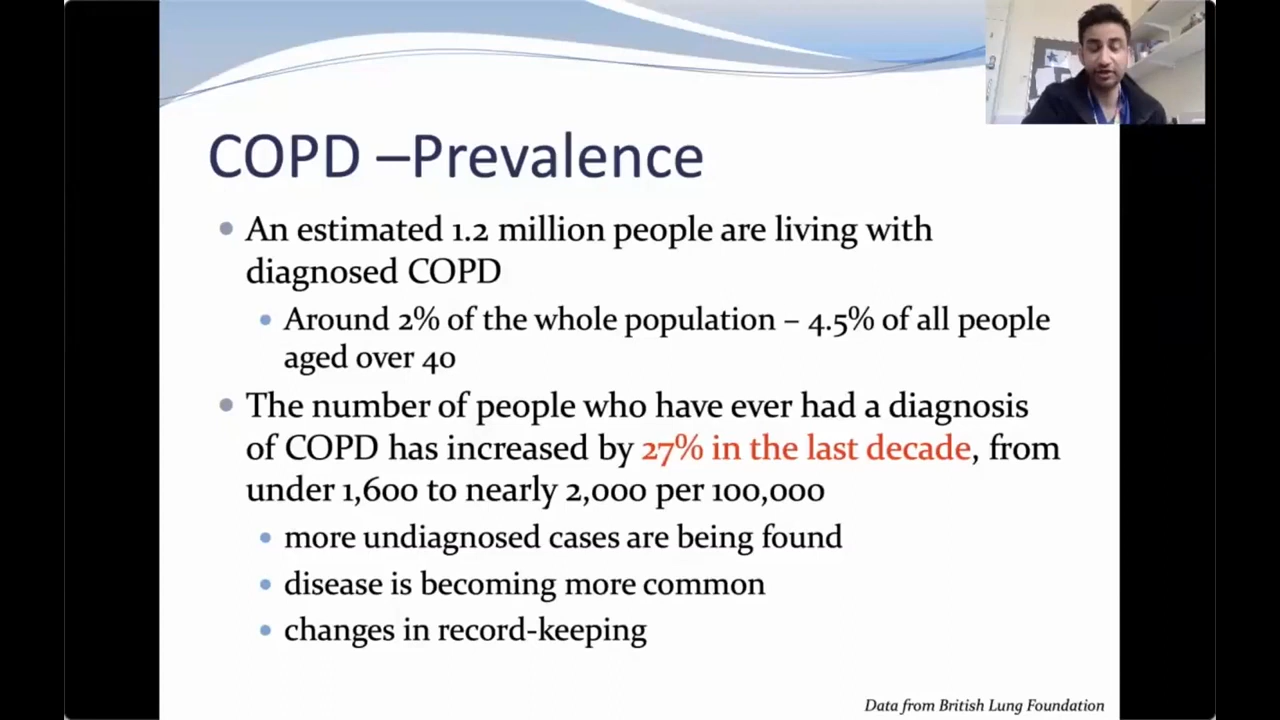 COPD –Prevalence
An estimated 1.2 million people are living with
diagnosed COPD
Around 2% of the whole population – 4.5% of all people
aged over 40
The number of people who have ever had a diagnosis
of COPD has increased by 27% in the last decade, from
under 1,600 to nearly 2,000 per 100,000
more undiagnosed cases are being found
disease is becoming more common
changes in record-keeping
Data from British Lung Foundation